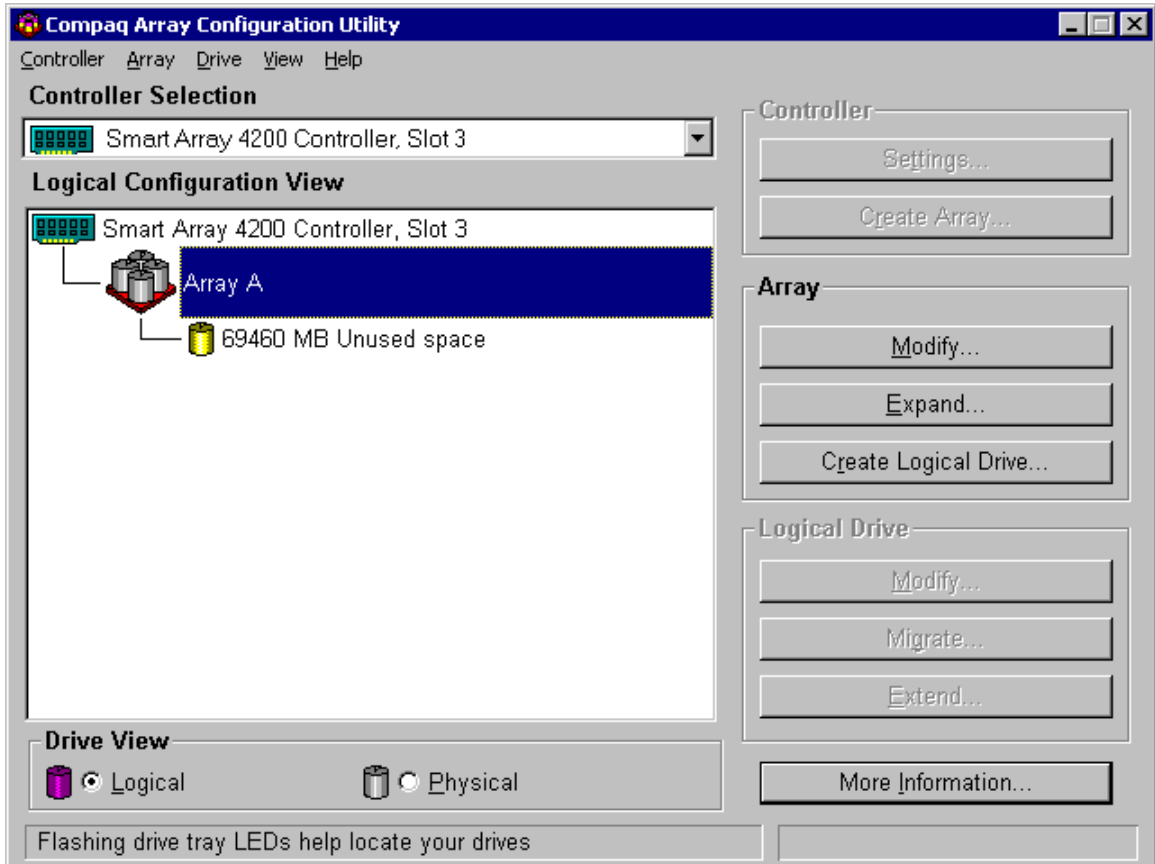 Compaq Array Configuration Utility
Controller Array Drive View Help
Controller Selection
Smart Array 4200 Controller, Slot 3
Logical Configuration View
Smart Array 4200 Controller, Slot 3
Array A
69460 MB Unused space
Drive View
Logical
Physical
Controller
Settings...
Create Array...
Array
Modify...
Expand...
Create Logical Drive...
Logical Drive
Modify...
Migrate...
Extend...
More Information...
Flashing drive tray LEDs help locate your drives